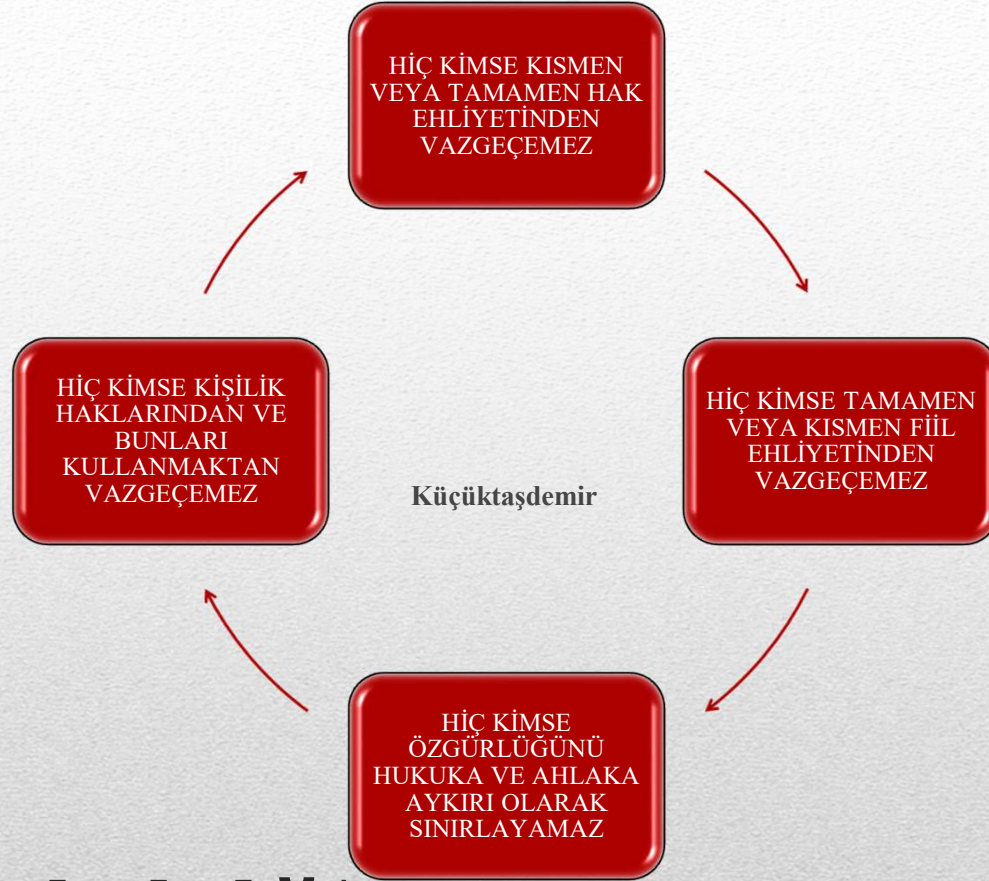 HİÇ KİMSE KISMEN
VEYA TAMAMEN HAK
EHLİYETİNDEN
VAZGEÇEMEZ
HİÇ KİMSE TAMAMEN
VEYA KISMEN FİİL
EHLİYETİNDEN
VAZGEÇEMEZ
HİÇ KİMSE
ÖZGÜRLÜĞÜNÜ
HUKUKA VE AHLAKA
AYKIRI OLARAK
SINIRLAYAMAZ
HİÇ KİMSE KİŞİLİK
HAKLARINDAN VE
BUNLARI
KULLANMAKTAN
VAZGEÇEMEZ
Küçüktaşdemir